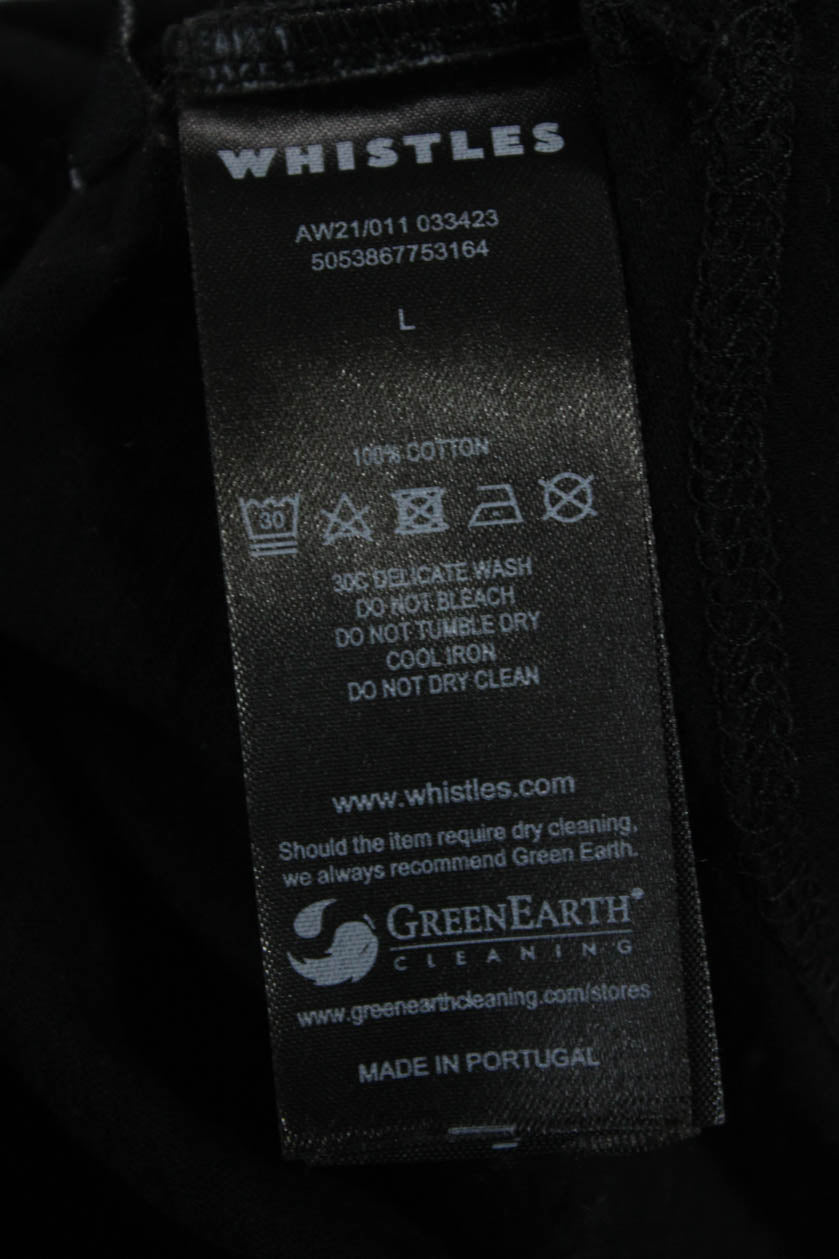 WHISTLES
AW21/011 033423
5053867753164
L
100% COTTON
30
30C DELICATE WASH
DO NOT BLEACH
DO NOT TUMBLE DRY
COOL IRON
DO NOT DRY CLEAN
www.whistles.com
Should the item require dry cleaning,
we always recommend Green Earth.
GREENEARTH®
CLEANING
www.greenearthcleaning.com/stores
MADE IN PORTUGAL